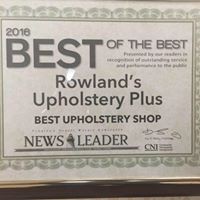 2016
BEST OF THE BEST
Presented by our readers in
recognition of outstanding service
and performance to the public
Rowland's
Upholstery Plus
BEST UPHOLSTERY SHOP
NEWS LEADER
CNI